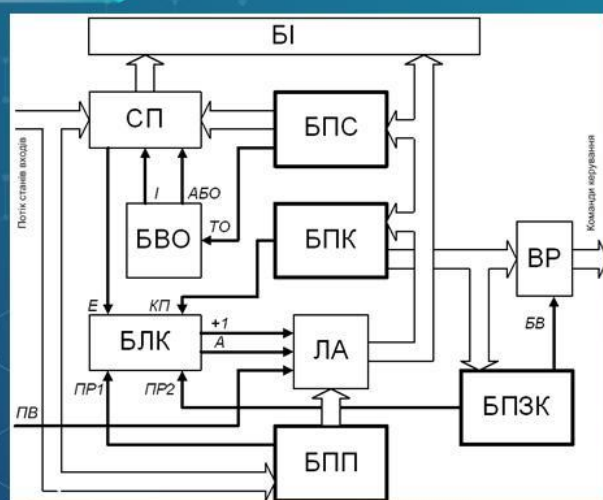 БІ
СП
БПС
Потік станів входів
Команди керування
І
АБО
ТО
БВО
БПК
ВР
Е
КП
БВ
БЛК
+1
А
ЛА
ПР1
ПР2
ПВ
БПЗК
БПП